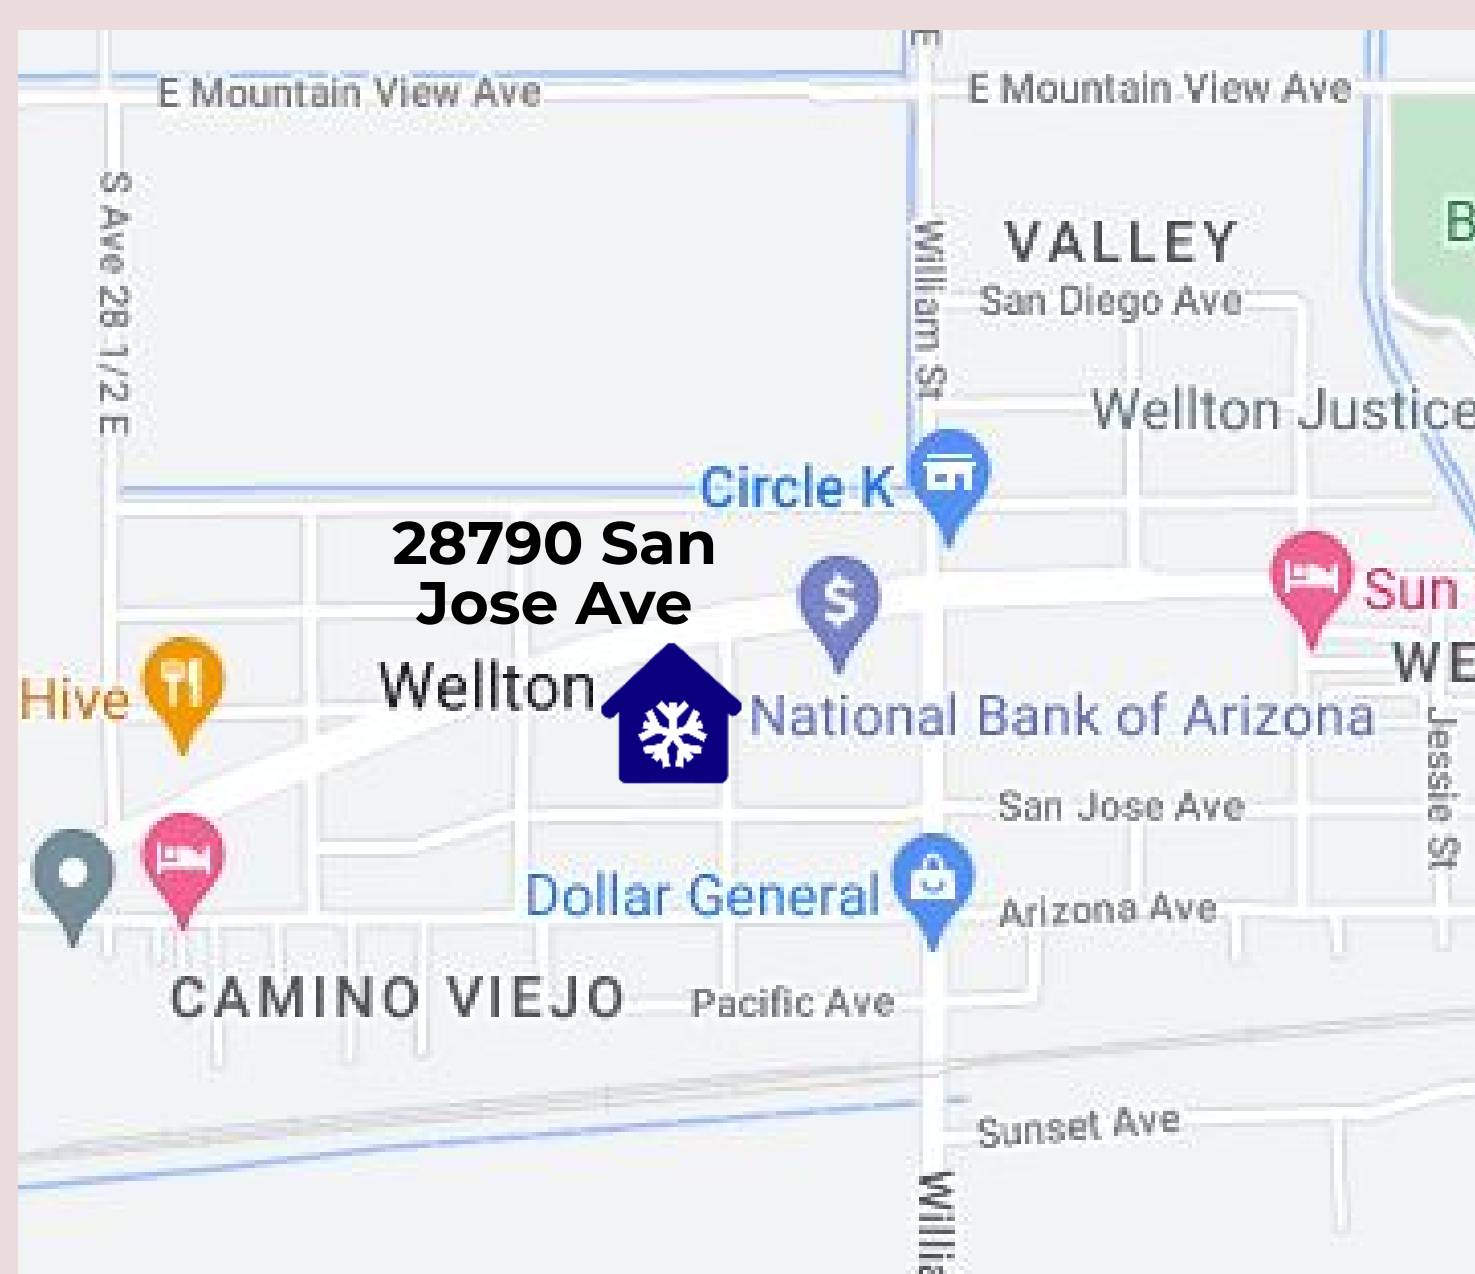 E
E Mountain View Ave
E Mountain View Ave
S Ave 28 1/2 E
William St
VALLEY
B
San Diego Ave
Wellton Justice
Circle K
28790 San
Jose Ave
$
Sun
WE
Wellton
Hive
National Bank of Arizona
Jessie St
San Jose Ave
Dollar General
Arizona Ave
CAMINO VIEJO
Pacific Ave
Sunset Ave
Willia